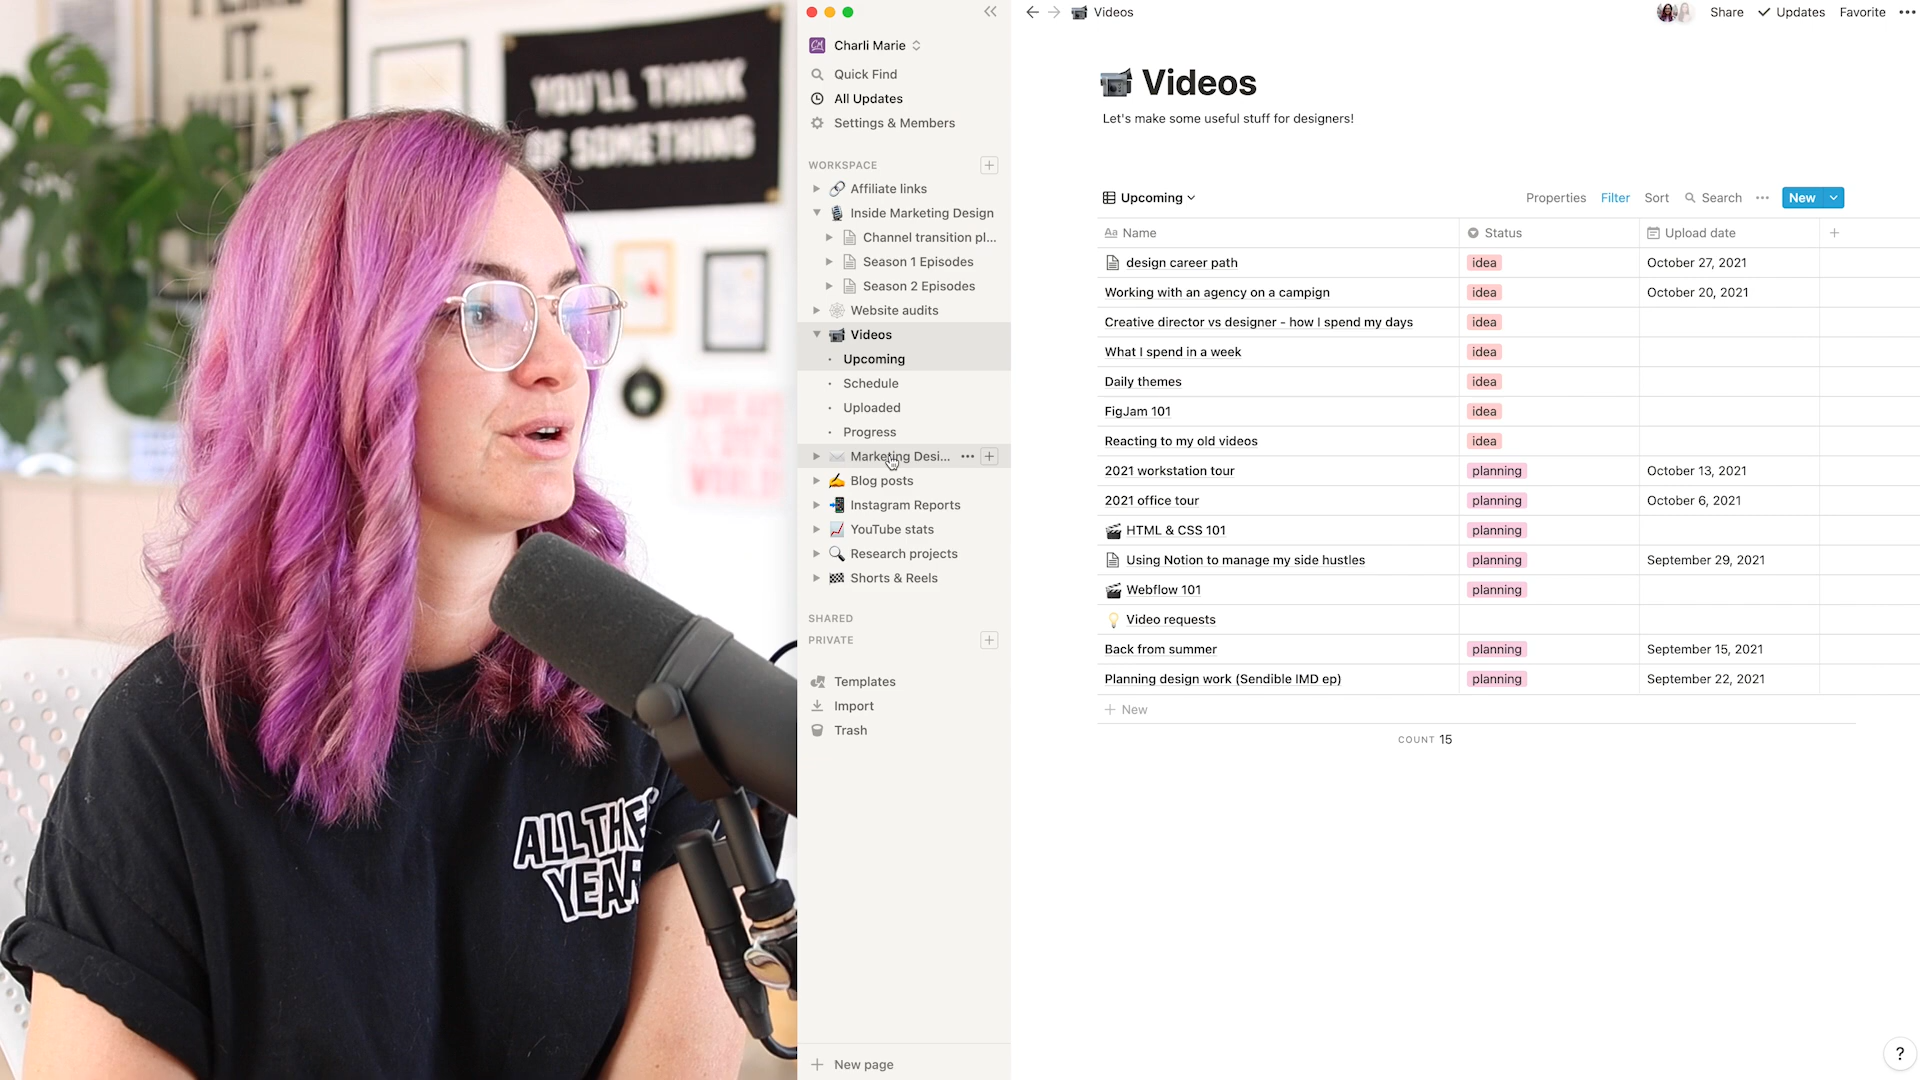 IT.
YOU'LL THINK
OF SOMETHING
ALL THE
YEAR
Charli Marie
Quick Find
All Updates
Settings & Members
WORKSPACE
Affiliate links
Inside Marketing Design
Channel transition pl...
Season 1 Episodes
Season 2 Episodes
Website audits
Videos
Upcoming
Schedule
Uploaded
Progress
Marketing Desi...
Blog posts
Instagram Reports
YouTube stats
Research projects
Shorts & Reels
SHARED
PRIVATE
Templates
Import
Trash
New page
Videos
Share
Updates
Favorite
Videos
Let's make some useful stuff for designers!
Upcoming
Properties Filter Sort Search New
Aa Name Status Upload date
design career path idea October 27, 2021
Working with an agency on a campign idea October 20, 2021
Creative director vs designer - how I spend my days idea
What I spend in a week idea
Daily themes idea
FigJam 101 idea
Reacting to my old videos idea
2021 workstation tour planning October 13, 2021
2021 office tour planning October 6, 2021
HTML & CSS 101 planning
Using Notion to manage my side hustles planning September 29, 2021
Webflow 101 planning
Video requests
Back from summer planning September 15, 2021
Planning design work (Sendible IMD ep) planning September 22, 2021
+ New
COUNT 15
?